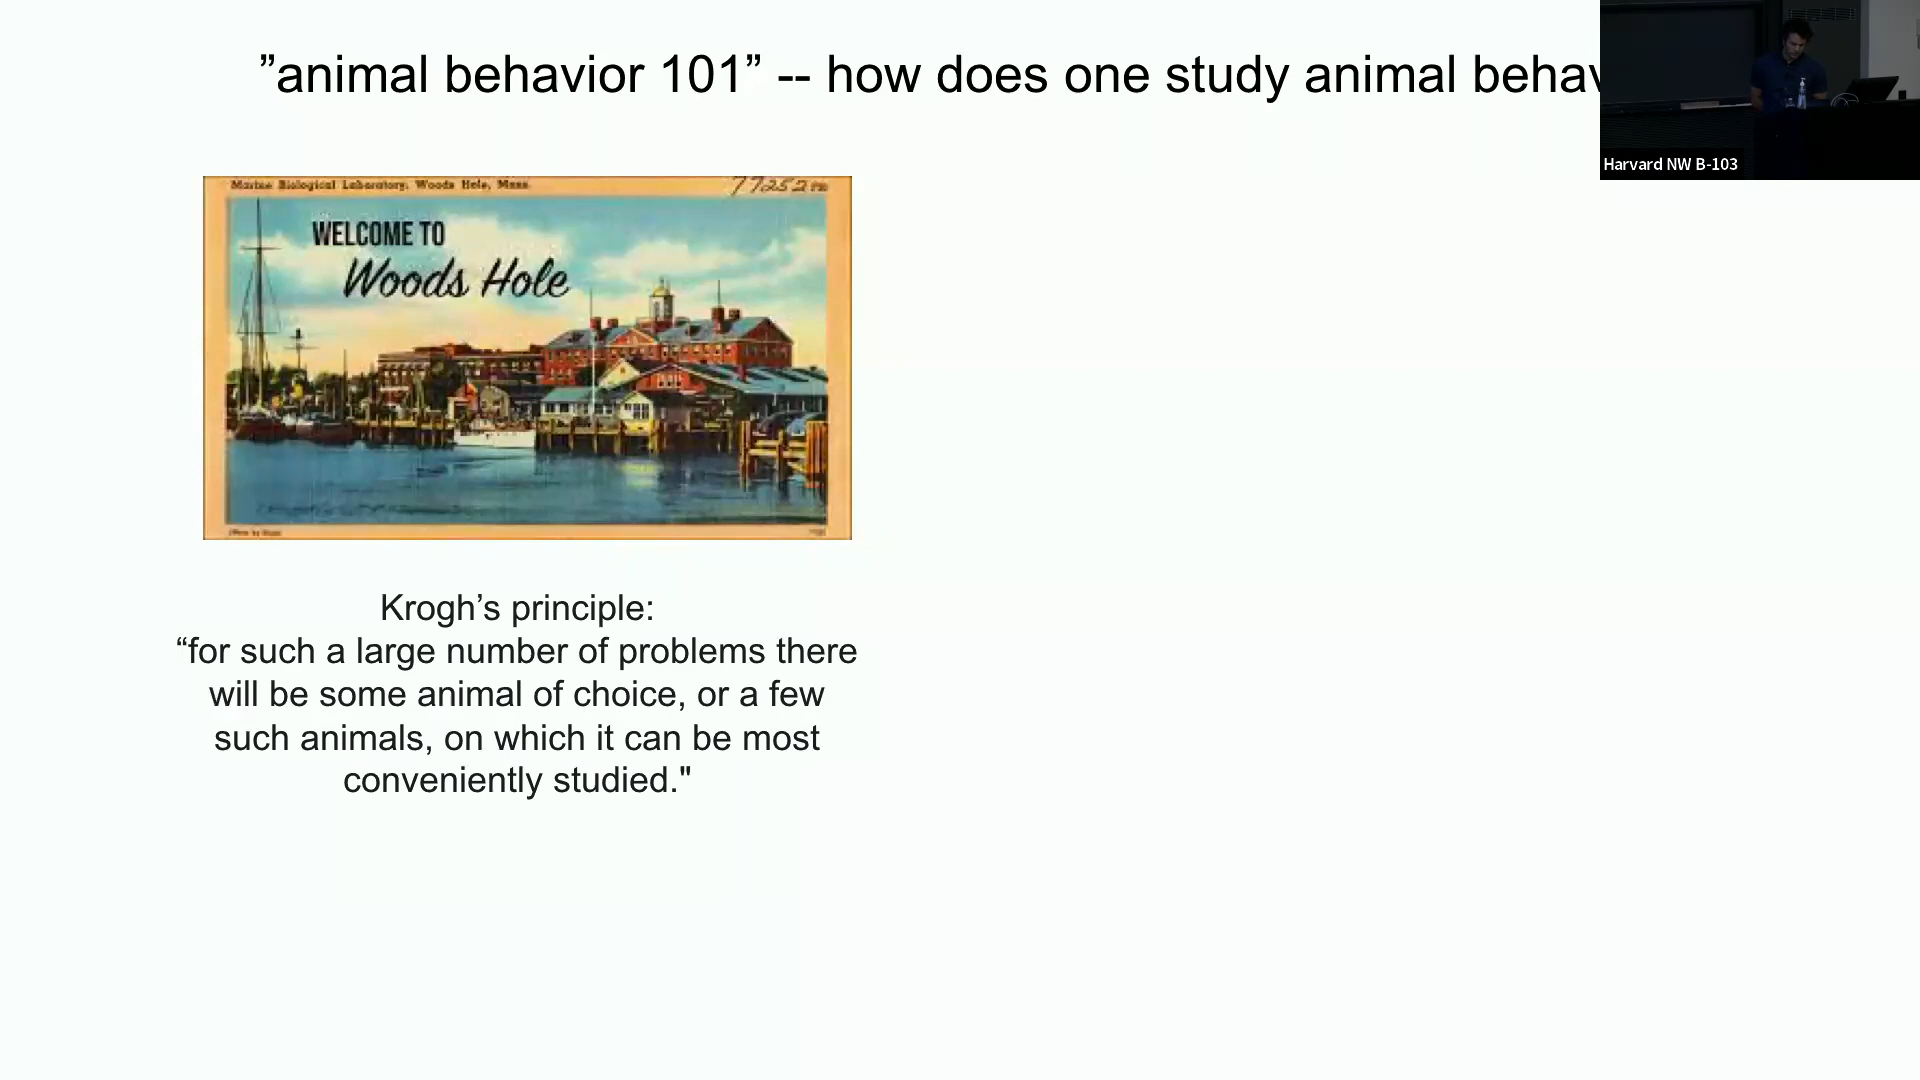 ”animal behavior 101” -- how does one study animal behav
Harvard NW B-103
Marine Biological Laboratory, Woods Hole, Mass.
77252
WELCOME TO
Woods Hole
Krogh’s principle:
“for such a large number of problems there
will be some animal of choice, or a few
such animals, on which it can be most
conveniently studied."